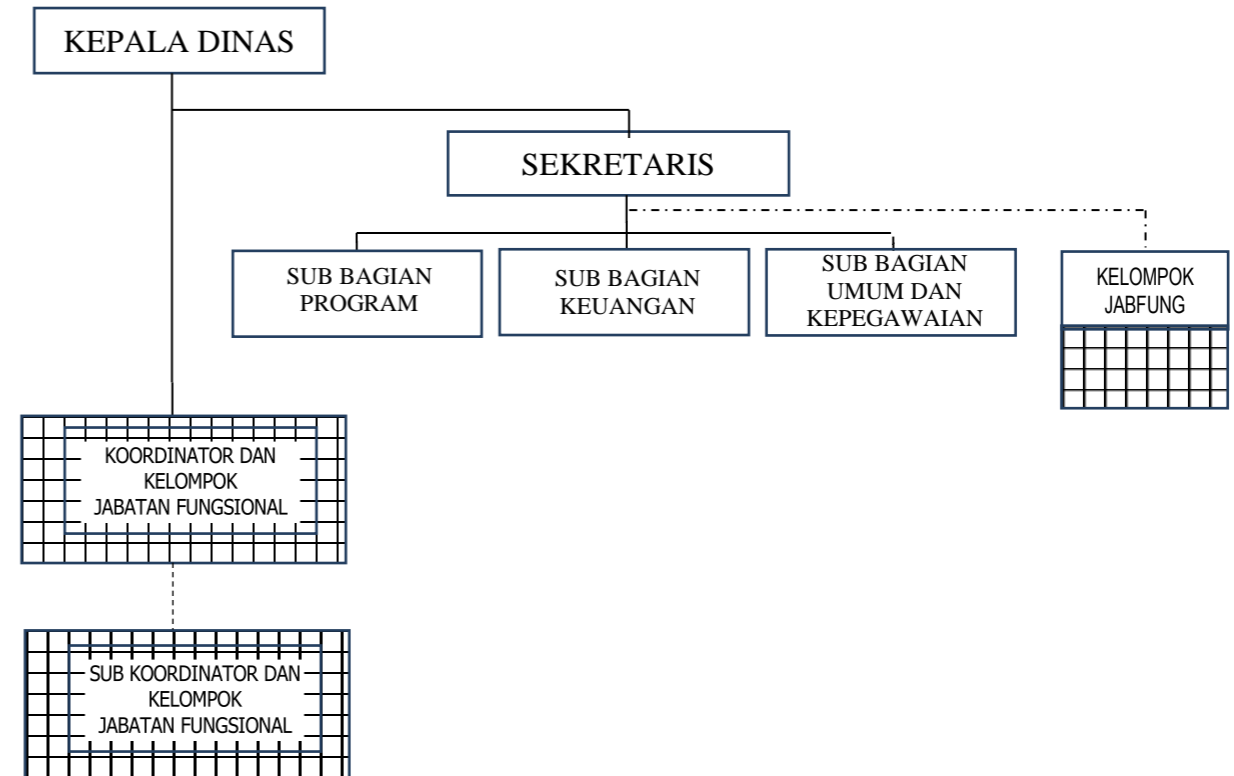 KEPALA DINAS
SEKRETARIS
SUB BAGIAN
PROGRAM
SUB BAGIAN
KEUANGAN
SUB BAGIAN
UMUM DAN
KEPEGAWAIAN
KELOMPOK
JABFUNG
KOORDINATOR DAN
KELOMPOK
JABATAN FUNGSIONAL
SUB KOORDINATOR DAN
KELOMPOK
JABATAN FUNGSIONAL